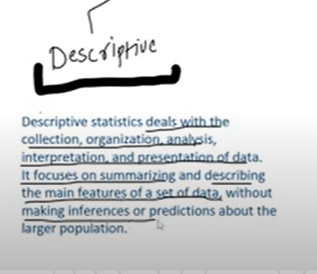 Descriptive
Descriptive statistics deals with the
collection, organization, analysis,
interpretation, and presentation of data.
It focuses on summarizing and describing
the main features of a set of data, without
making inferences or predictions about the
larger population.